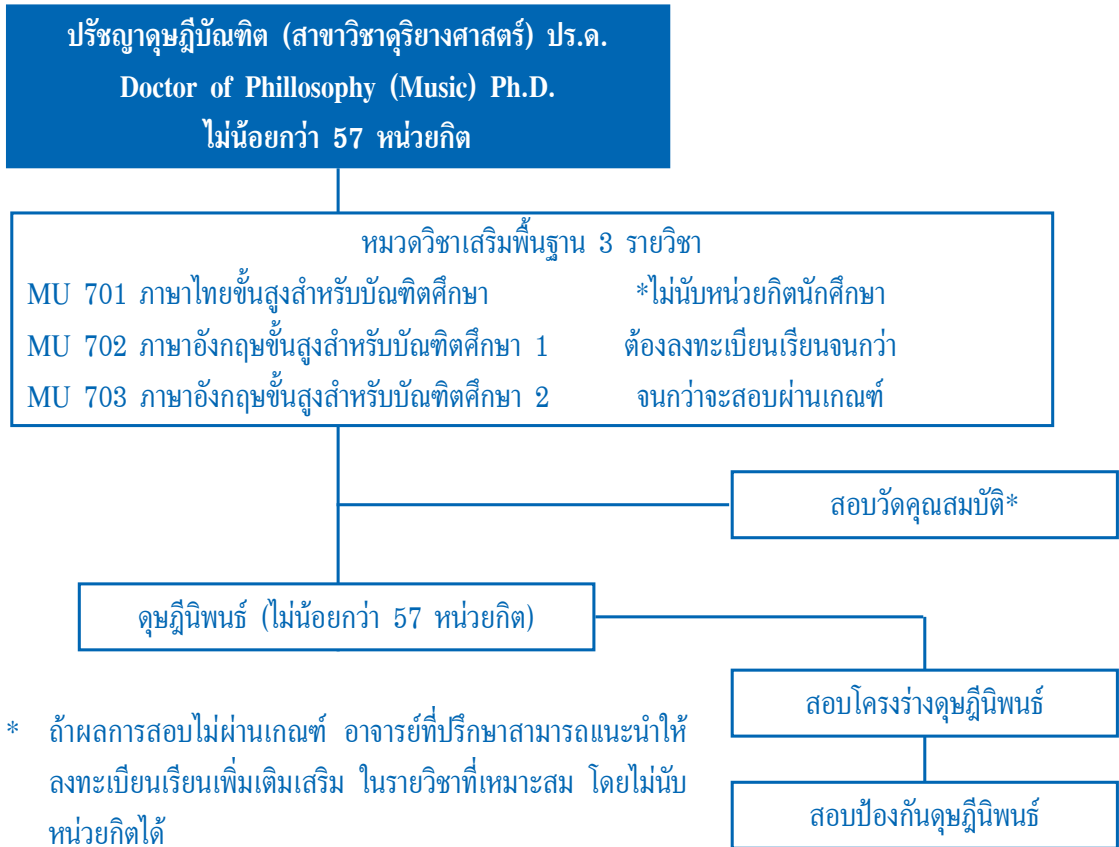 ปรัชญาดุษฎีบัณฑิต (สาขาวิชาดุริยางศาสตร์) ปร.ด.
Doctor of Phillosophy (Music) Ph.D.
ไม่น้อยกว่า 57 หน่วยกิต
หมวดวิชาเสริมพื้นฐาน 3 รายวิชา
MU 701 ภาษาไทยขั้นสูงสำหรับบัณฑิตศึกษา *ไม่นับหน่วยกิตนักศึกษา
MU 702 ภาษาอังกฤษขั้นสูงสำหรับบัณฑิตศึกษา 1 ต้องลงทะเบียนเรียนจนกว่า
MU 703 ภาษาอังกฤษขั้นสูงสำหรับบัณฑิตศึกษา 2 จนกว่าจะสอบผ่านเกณฑ์
สอบวัดคุณสมบัติ*
ดุษฎีนิพนธ์ (ไม่น้อยกว่า 57 หน่วยกิต)
สอบโครงร่างดุษฎีนิพนธ์
สอบป้องกันดุษฎีนิพนธ์
* ถ้าผลการสอบไม่ผ่านเกณฑ์ อาจารย์ที่ปรึกษาสามารถแนะนำให้
ลงทะเบียนเรียนเพิ่มเติมเสริม ในรายวิชาที่เหมาะสม โดยไม่นับ
หน่วยกิตได้